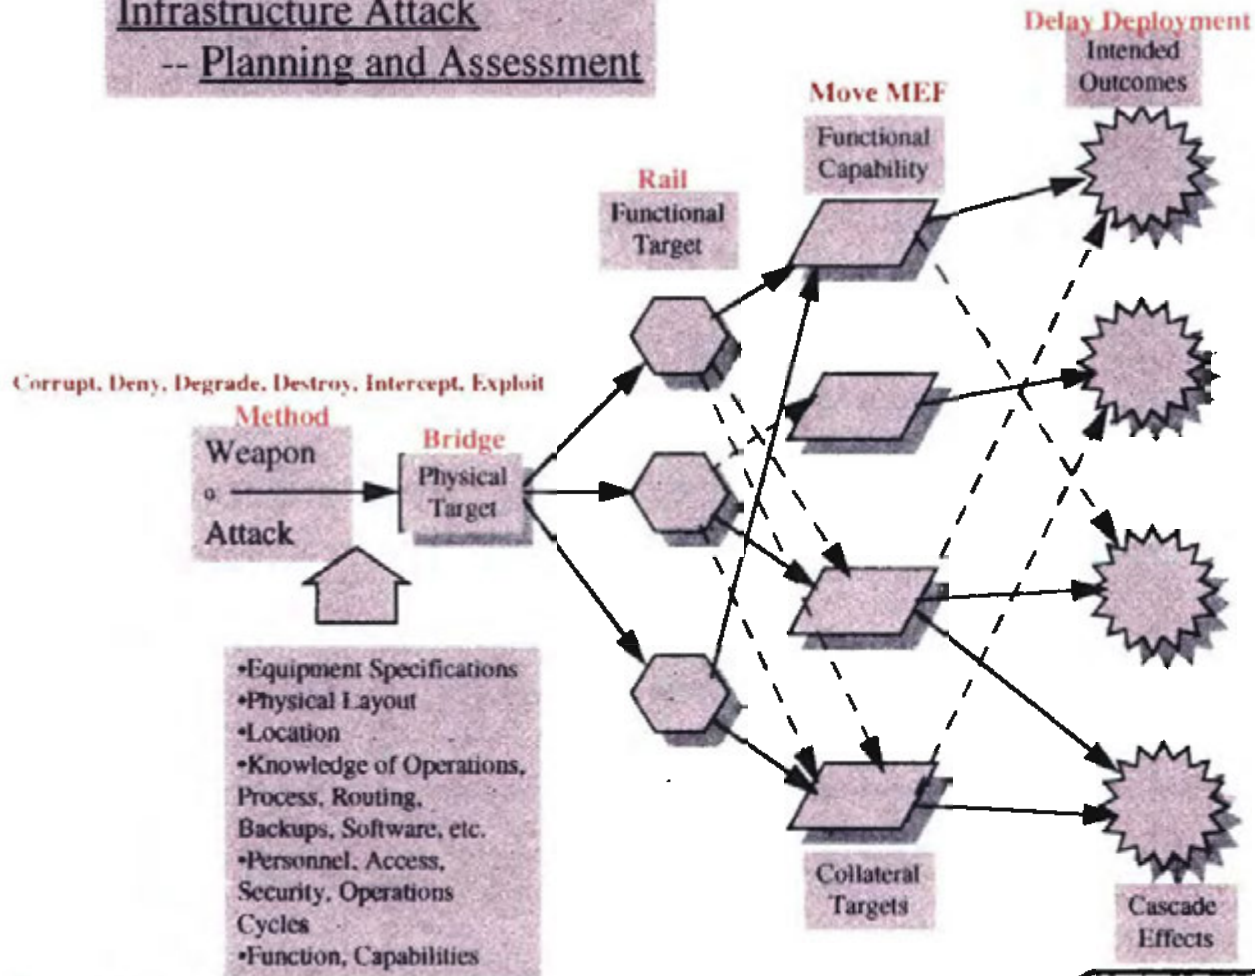 Infrastructure Attack
-- Planning and Assessment
Delay Deployment
Intended
Outcomes
Move MEF
Functional
Capability
Rail
Functional
Target
Corrupt, Deny, Degrade, Destroy, Intercept, Exploit
Method
Weapon
o
Attack
Bridge
Physical
Target
•Equipment Specifications
•Physical Layout
•Location
•Knowledge of Operations,
Process, Routing,
Backups, Software, etc.
•Personnel, Access,
Security, Operations
Cycles
•Function, Capabilities
Collateral
Targets
Cascade
Effects